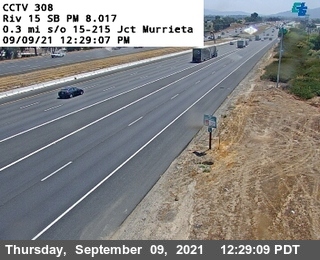 CCTV 308
Riv 15 SB PM 8.017
0.3 mi s/o 15-215 Jct Murrieta
09/09/21 12:29:07 PM
Thursday, September 09, 2021 12:29:09 PDT